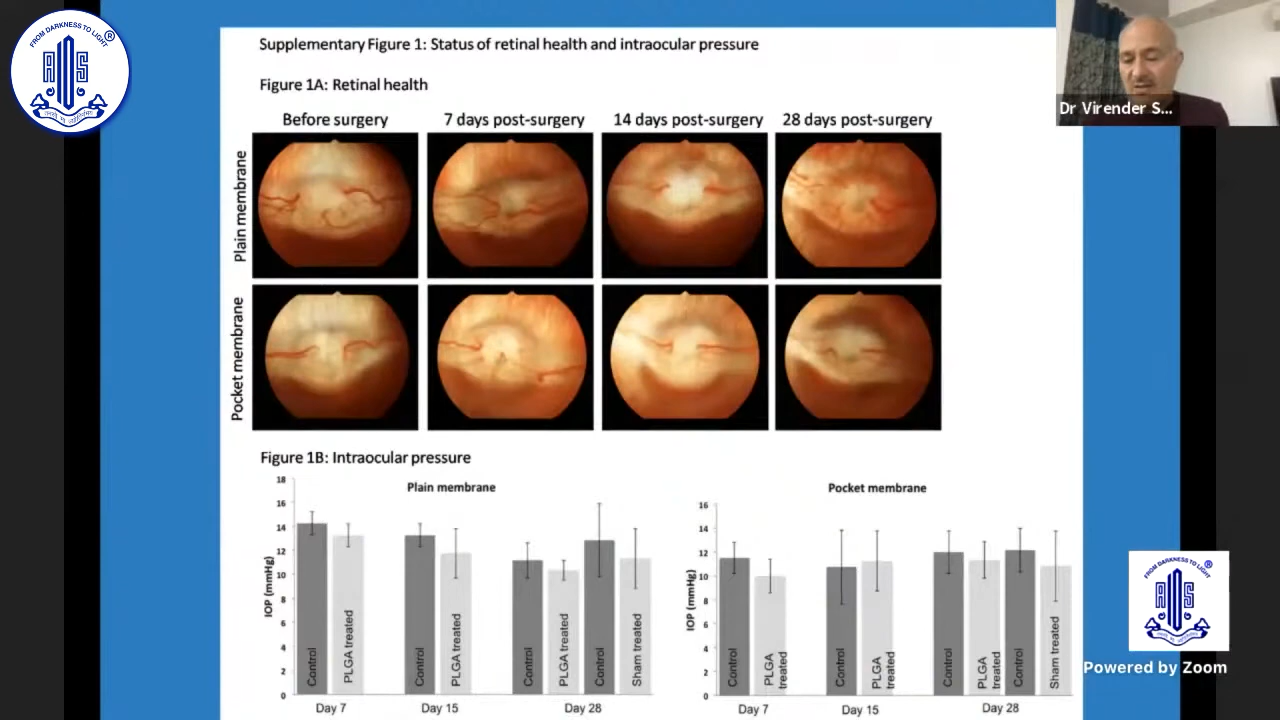 FROM DARKNESS TO LIGHT
AIS
Supplementary Figure 1: Status of retinal health and intraocular pressure
Figure 1A: Retinal health
Before surgery 7 days post-surgery 14 days post-surgery 28 days post-surgery
Plain membrane
Pocket membrane
Dr Virender S...
Figure 1B: Intraocular pressure
Plain membrane
IOP (mmHg)
18
16
14
12
10
8
6
4
2
0
Control
PLGA treated
Control
PLGA treated
Control
PLGA treated
Control
Sham treated
Day 7 Day 15 Day 28
Pocket membrane
IOP (mmHg)
16
14
12
10
8
6
4
2
0
Control
PLGA
treated
Control
PLGA
treated
Control
PLGA
treated
Control
Sham treated
Day 7 Day 15 Day 28
FROM DARKNESS TO LIGHT
AIS
Powered by Zoom